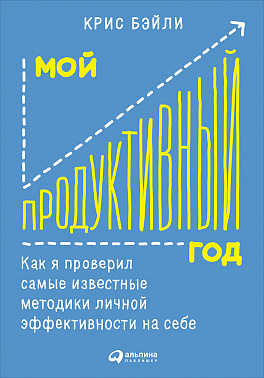 КРИС БЭЙЛИ
МОЙ
ПРОДУКТИВНЫЙ
ГОД
Как я проверил
самые известные
методики личной
эффективности на себе
альпина
ПАБЛИШЕР